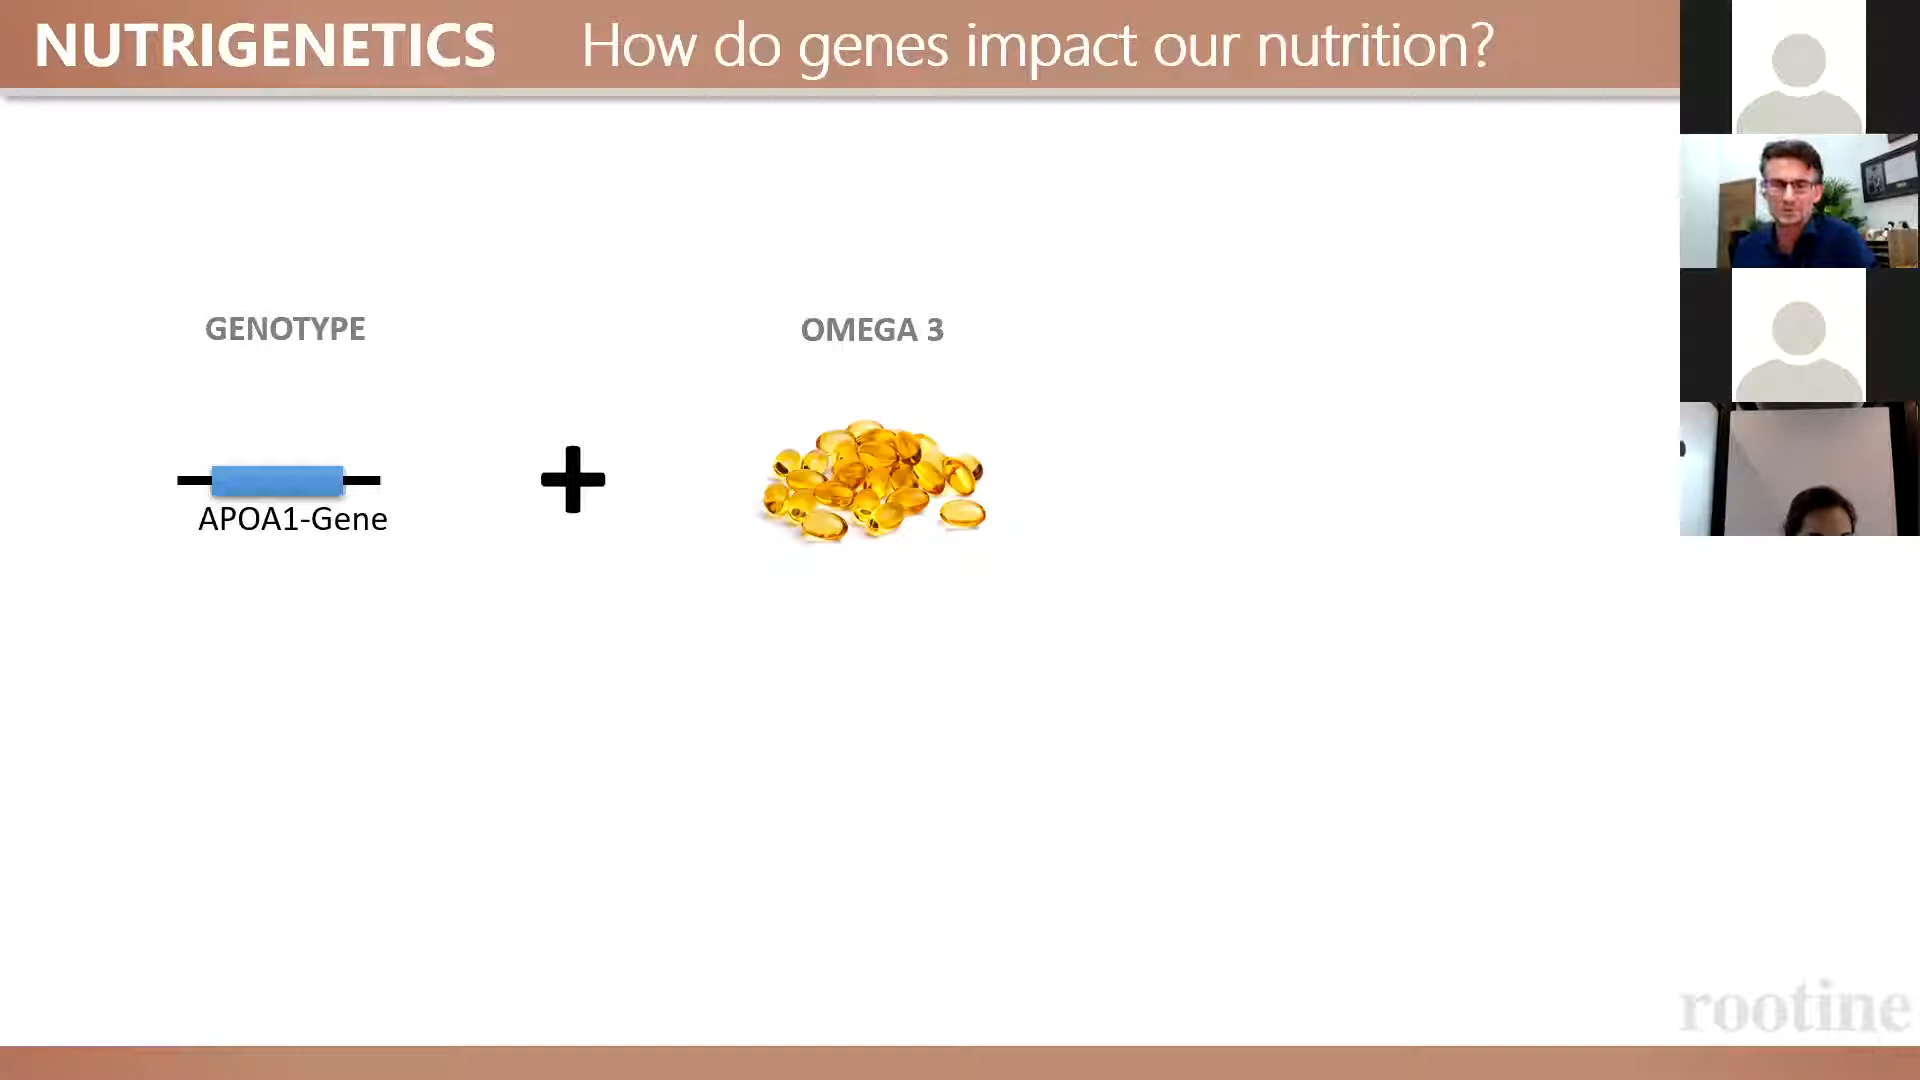 NUTRIGENETICS How do genes impact our nutrition?
GENOTYPE
OMEGA 3
APOA1-Gene
rootine